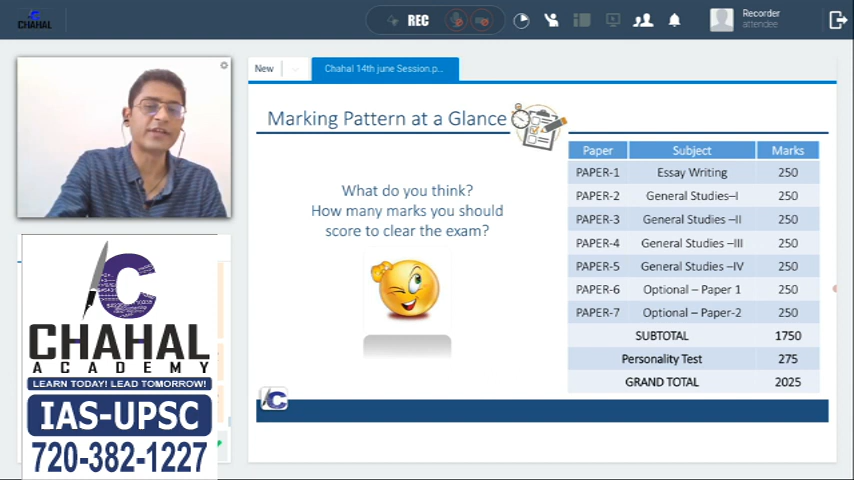 CHAHAL
REC
Recorder
attendee
New
Chahal 14th june Session.p...
Marking Pattern at a Glance
What do you think?
How many marks you should
score to clear the exam?
Paper Subject Marks
PAPER-1 Essay Writing 250
PAPER-2 General Studies–I 250
PAPER-3 General Studies –II 250
PAPER-4 General Studies –III 250
PAPER-5 General Studies –IV 250
PAPER-6 Optional – Paper 1 250
PAPER-7 Optional – Paper-2 250
SUBTOTAL 1750
Personality Test 275
GRAND TOTAL 2025
C
CHAHAL
ACADEMY
LEARN TODAY! LEAD TOMORROW!
IAS-UPSC
720-382-1227